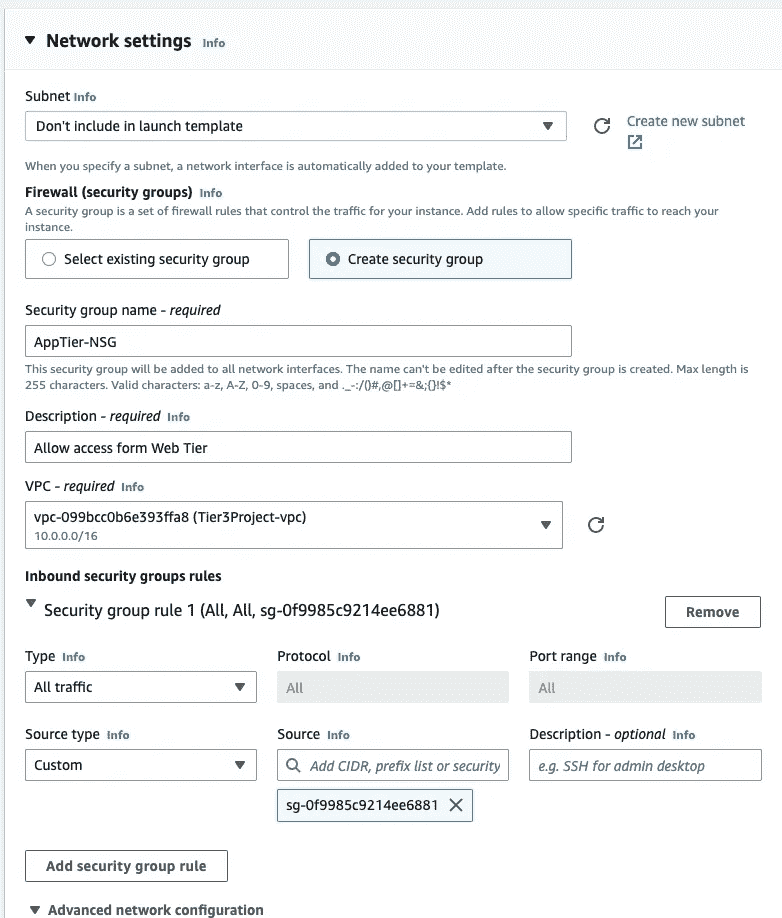 Network settings Info
Subnet Info
Don't include in launch template
Create new subnet
When you specify a subnet, a network interface is automatically added to your template.
Firewall (security groups) Info
A security group is a set of firewall rules that control the traffic for your instance. Add rules to allow specific traffic to reach your
instance.
Select existing security group
Create security group
Security group name - required
AppTier-NSG
This security group will be added to all network interfaces. The name can't be edited after the security group is created. Max length is
255 characters. Valid characters: a-z, A-Z, 0-9, spaces, and ._-:/()#,@[]+=&;{}!$*
Description - required Info
Allow access form Web Tier
VPC - required Info
vpc-099bcc0b6e393ffa8 (Tier3Project-vpc)
10.0.0.0/16
Inbound security groups rules
Security group rule 1 (All, All, sg-0f9985c9214ee6881)
Remove
Type Info
Protocol Info
Port range Info
All traffic
All
All
Source type Info
Source Info
Description - optional Info
Custom
Add CIDR, prefix list or security
e.g. SSH for admin desktop
sg-0f9985c9214ee6881
Add security group rule
Advanced network configuration